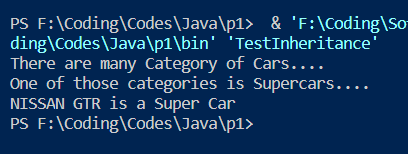 PS F:\Coding\Codes\Java\p1>  & 'F:\Coding\So
ding\Codes\Java\p1\bin' 'TestInheritance'
There are many Category of Cars....
One of those categories is Supercars....
NISSAN GTR is a Super Car
PS F:\Coding\Codes\Java\p1>